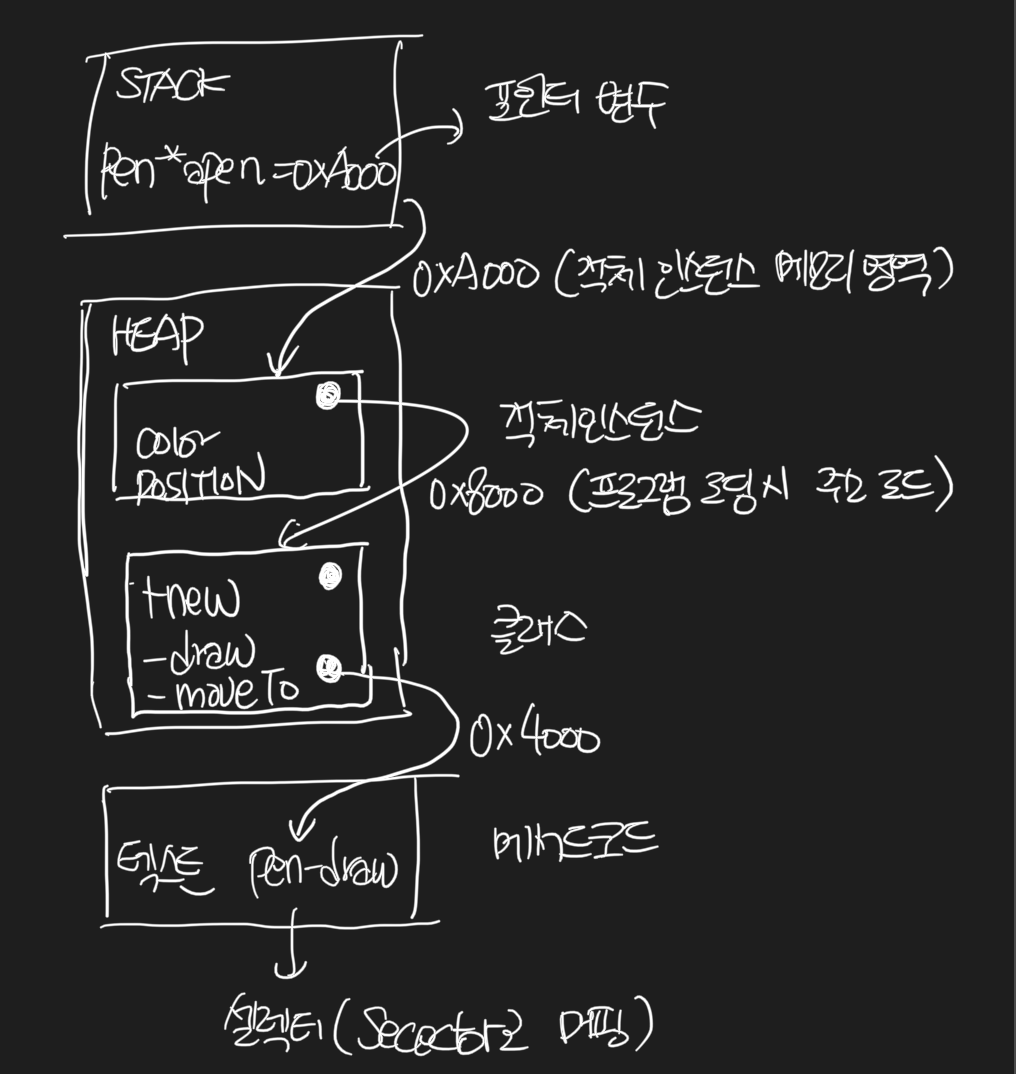 STACK
포인터 변수
Pen *apen = 0xA000
0xA000 (객체 인스턴스 메모리 영역)
HEAP
객체인스턴스
color
POSITION
0x8000 (프로그램 로딩시 주소 로드)
+new
클래스
-draw
-moveTo
0x4000
텍스트 pen-draw
메서드코드
셀렉터 (Selector로 매핑)